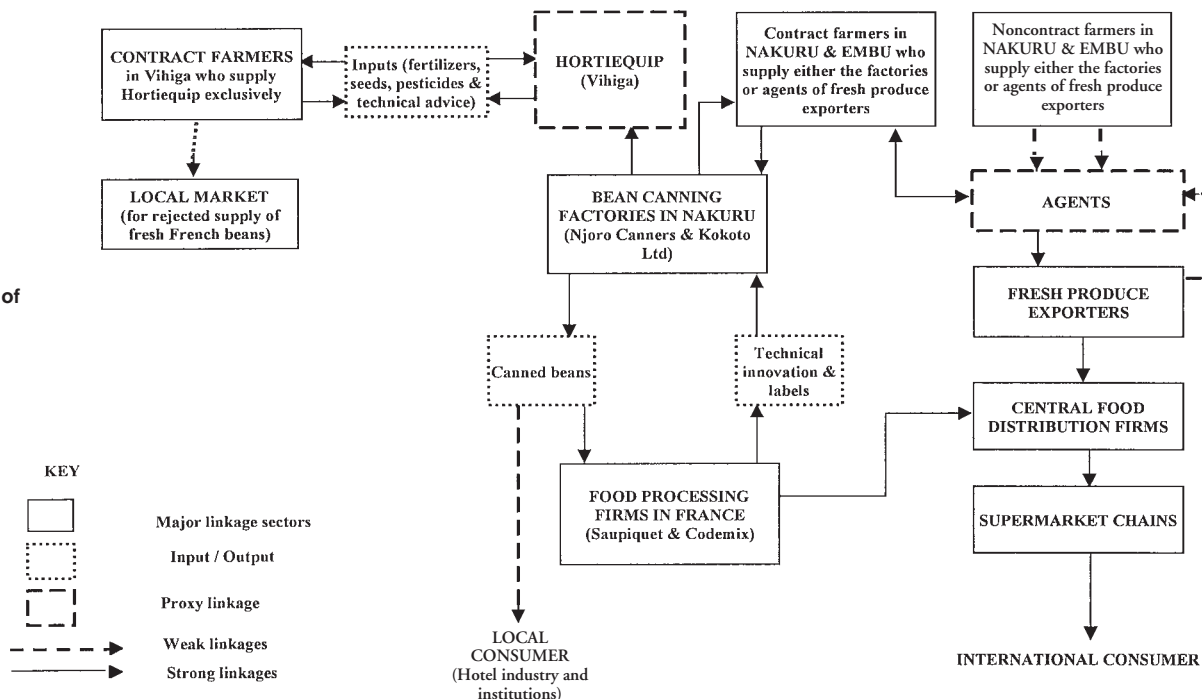 CONTRACT FARMERS
in Vihiga who supply
Hortiequip exclusively
Inputs (fertilizers,
seeds, pesticides &
technical advice)
HORTIEQUIP
(Vihiga)
Contract farmers in
NAKURU & EMBU who
supply either the factories
or agents of fresh produce
exporters
Noncontract farmers in
NAKURU & EMBU who
supply either the factories
or agents of fresh produce
exporters
LOCAL MARKET
(for rejected supply of
fresh French beans)
BEAN CANNING
FACTORIES IN NAKURU
(Njoro Canners & Kokoto
Ltd)
AGENTS
of
FRESH PRODUCE
EXPORTERS
Canned beans
Technical
innovation &
labels
CENTRAL FOOD
DISTRIBUTION FIRMS
KEY
Major linkage sectors
Input / Output
Proxy linkage
Weak linkages
Strong linkages
FOOD PROCESSING
FIRMS IN FRANCE
(Saupiquet & Codemix)
SUPERMARKET CHAINS
LOCAL
CONSUMER
(Hotel industry and
institutions)
INTERNATIONAL CONSUMER